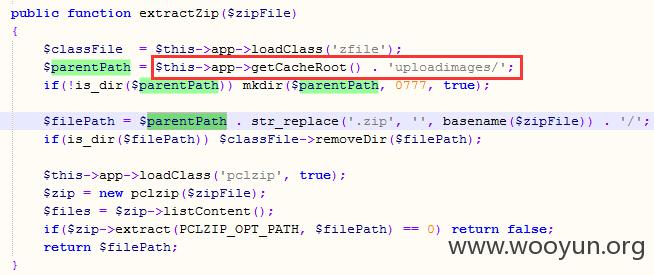 public function extractZip($zipFile)
{
    $classFile  = $this->app->loadClass('zfile');
    $parentPath = $this->app->getCacheRoot() . 'uploadimages/';
    if(!is_dir($parentPath)) mkdir($parentPath, 0777, true);

    $filePath = $parentPath . str_replace('.zip', '', basename($zipFile)) . '/';
    if(is_dir($filePath)) $classFile->removeDir($filePath);

    $this->app->loadClass('pclzip', true);
    $zip = new pclzip($zipFile);
    $files = $zip->listContent();
    if($zip->extract(PCLZIP_OPT_PATH, $filePath) == 0) return false;
    return $filePath;
}
www.wooyun.org